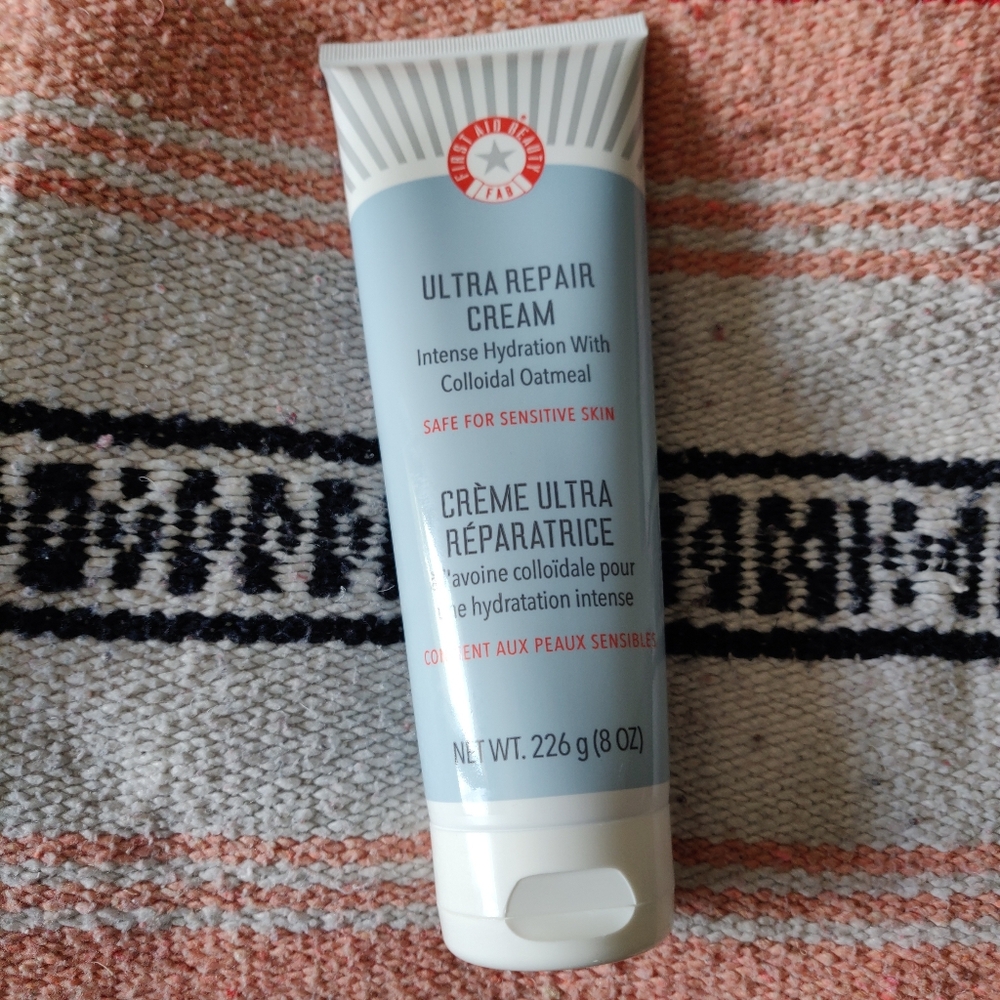 FIRST AID BEAUTY
FAB
ULTRA REPAIR
CREAM
Intense Hydration With
Colloidal Oatmeal
SAFE FOR SENSITIVE SKIN
CRÈME ULTRA
RÉPARATRICE
l'avoine colloïdale pour
une hydratation intense
AUX PEAUX SENSIBLES
NET WT. 226 g (8 OZ)